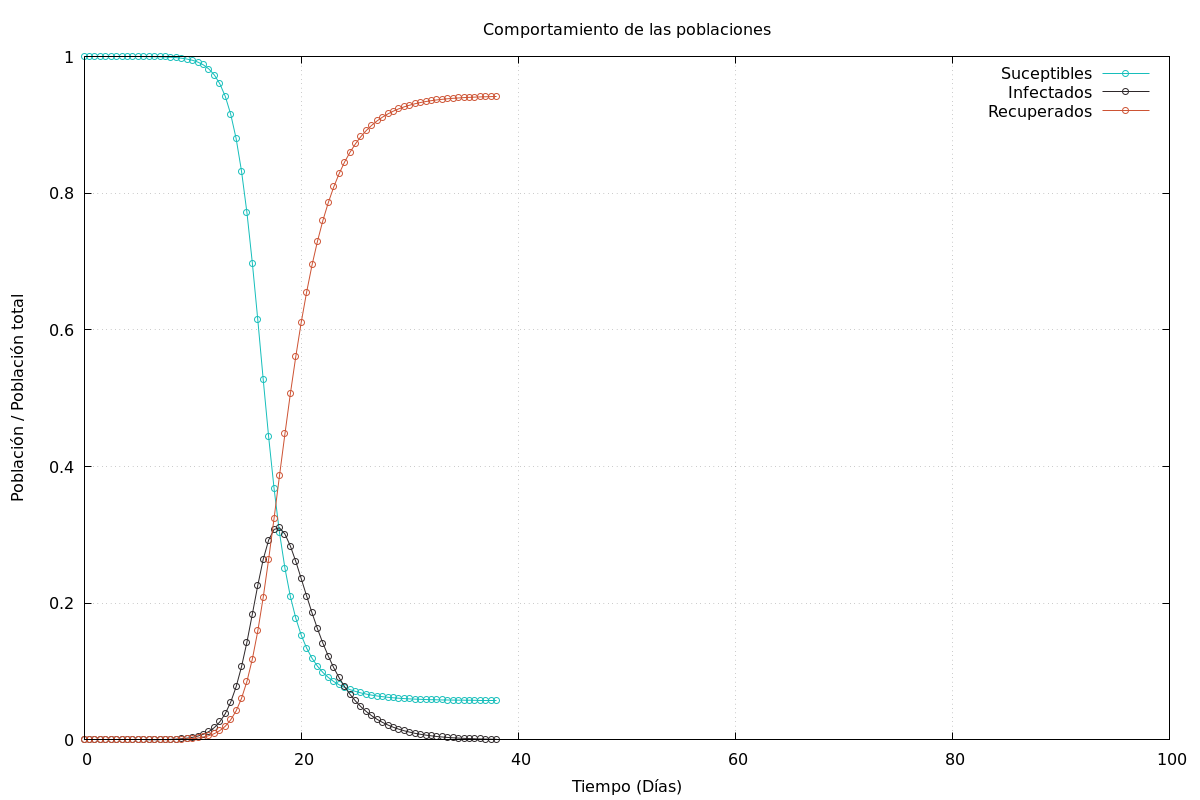 Comportamiento de las poblaciones
Suceptibles
Infectados
Recuperados
1
0.8
0.6
0.4
0.2
0
Población / Población total
0 20 40 60 80 100
Tiempo (Días)